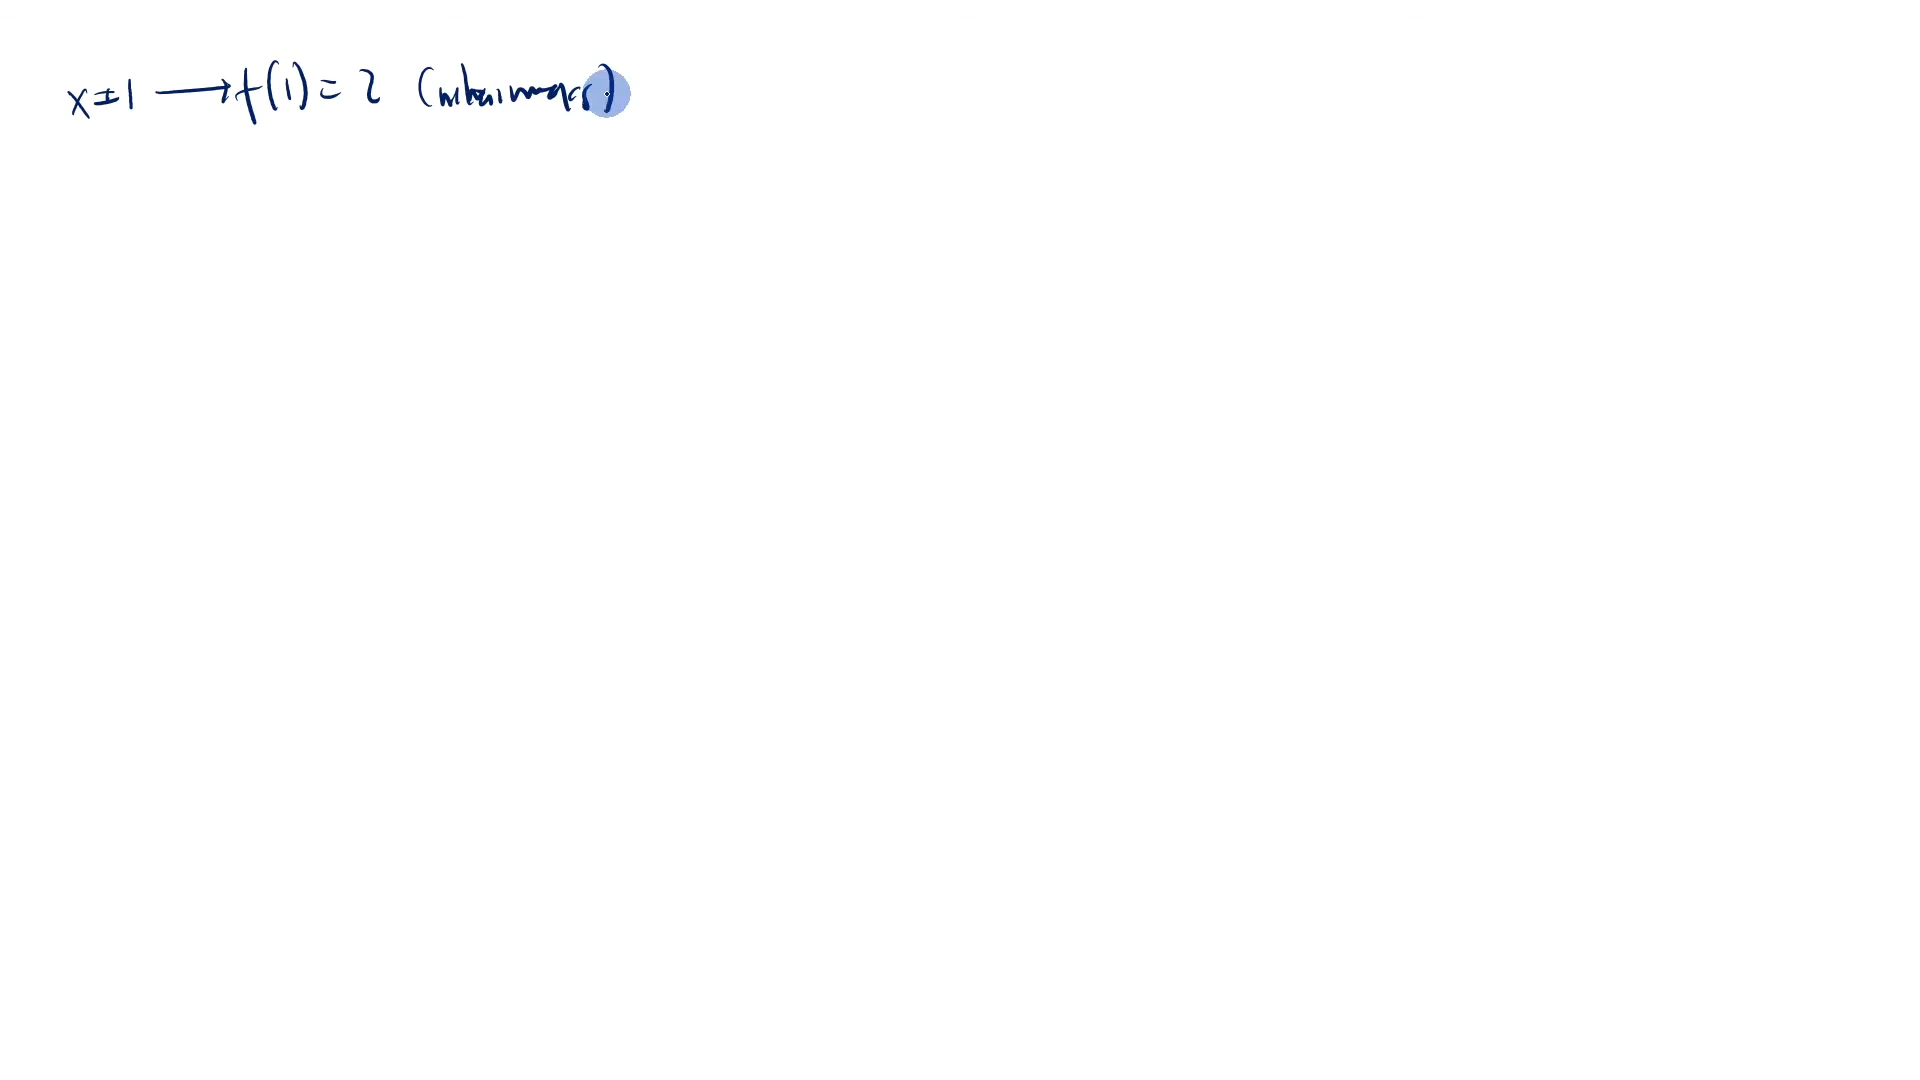 x=1 ⟶ f(1) = 2 ( )